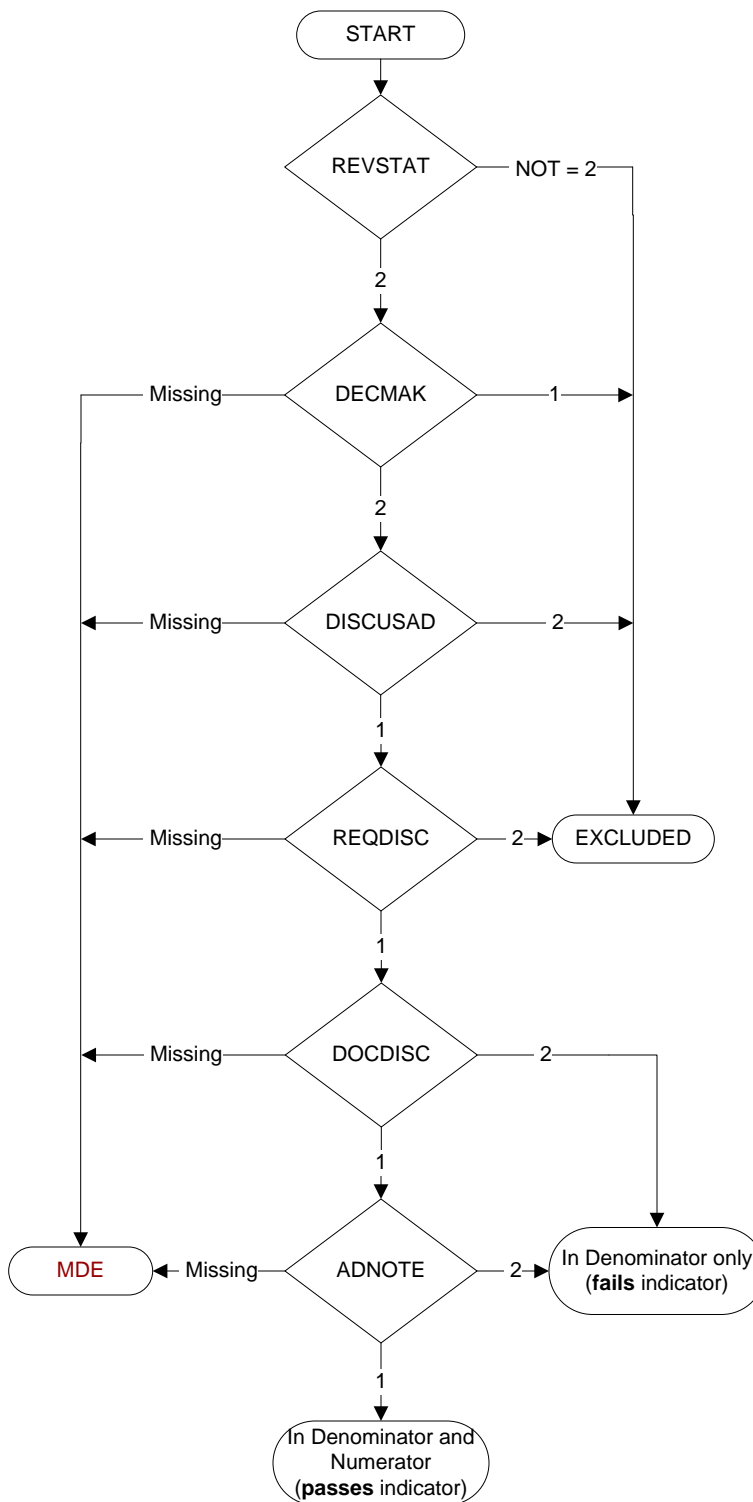 START
REVSTAT
NOT = 2
2
Missing
DECMAK
1
2
Missing
DISCUSAD
2
1
Missing
REQDISC
2
EXCLUDED
1
Missing
DOCDISC
2
1
MDE
Missing
ADNOTE
2
In Denominator only
(fails indicator)
1
In Denominator and
Numerator
(passes indicator)